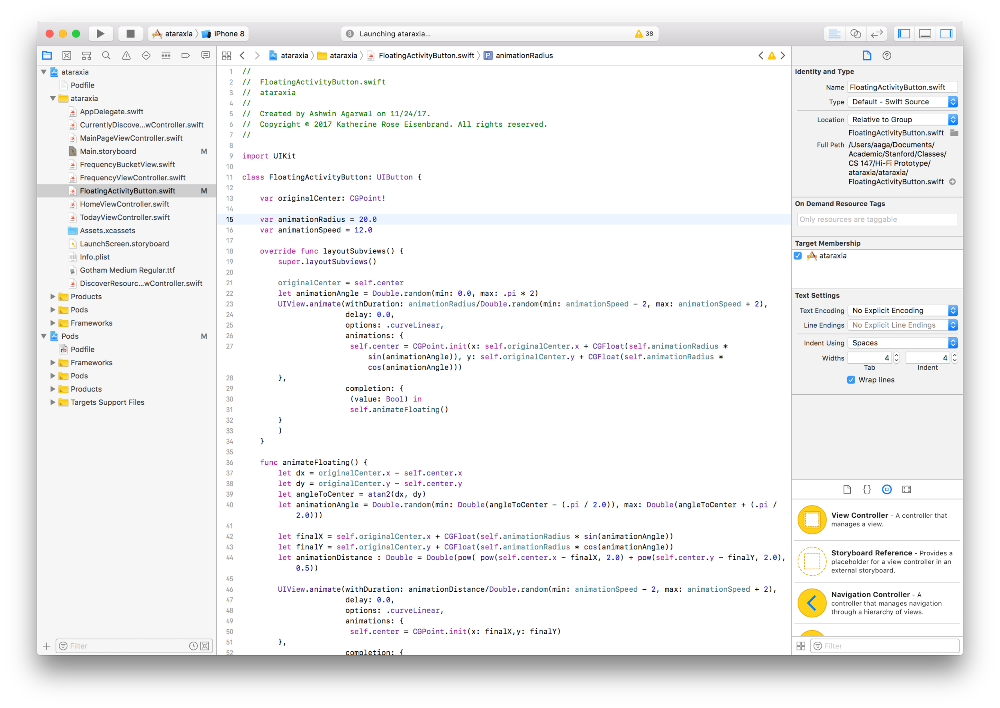 ataraxia 〉 iPhone 8
3 Launching ataraxia... 38
ataraxia 〉 ataraxia 〉 FloatingActivityButton.swift 〉 P animationRadius
ataraxia
Podfile
ataraxia
AppDelegate.swift
CurrentlyDiscove...wController.swift
MainPageViewController.swift
Main.storyboard M
FrequencyBucketView.swift
FrequencyViewController.swift
FloatingActivityButton.swift M
HomeViewController.swift
TodayViewController.swift
Assets.xcassets
LaunchScreen.storyboard
Info.plist
Gotham Medium Regular.ttf
DiscoverResourc...wController.swift
Products
Pods
Frameworks
Pods M
rb Podfile
Frameworks
Pods
Products
Targets Support Files
Filter
1 //
2 //  FloatingActivityButton.swift
3 //  ataraxia
4 //
5 //  Created by Ashwin Agarwal on 11/24/17.
6 //  Copyright © 2017 Katherine Rose Eisenbrand. All rights reserved.
7 //
8
9 import UIKit
10
11 class FloatingActivityButton: UIButton {
12
13     var originalCenter: CGPoint!
14
15     var animationRadius = 20.0
16     var animationSpeed = 12.0
17
18     override func layoutSubviews() {
19         super.layoutSubviews()
20
21         originalCenter = self.center
22         let animationAngle = Double.random(min: 0.0, max: .pi * 2)
23         UIView.animate(withDuration: animationRadius/Double.random(min: animationSpeed - 2, max: animationSpeed + 2),
24                        delay: 0.0,
25                        options: .curveLinear,
26                        animations: {
27                         self.center = CGPoint.init(x: self.originalCenter.x + CGFloat(self.animationRadius *
                            sin(animationAngle)), y: self.originalCenter.y + CGFloat(self.animationRadius *
                            cos(animationAngle)))
28         },
29                        completion: {
30                         (value: Bool) in
31                         self.animateFloating()
32         }
33         )
34     }
35
36     func animateFloating() {
37         let dx = originalCenter.x - self.center.x
38         let dy = originalCenter.y - self.center.y
39         let angleToCenter = atan2(dx, dy)
40         let animationAngle = Double.random(min: Double(angleToCenter - (.pi / 2.0)), max: Double(angleToCenter + (.pi /
            2.0)))
41
42         let finalX = self.originalCenter.x + CGFloat(self.animationRadius * sin(animationAngle))
43         let finalY = self.originalCenter.y + CGFloat(self.animationRadius * cos(animationAngle))
44         let animationDistance : Double = Double(pow( pow(self.center.x - finalX, 2.0) + pow(self.center.y - finalY, 2.0),
            0.5))
45
46         UIView.animate(withDuration: animationDistance/Double.random(min: animationSpeed - 2, max: animationSpeed + 2),
47                        delay: 0.0,
48                        options: .curveLinear,
49                        animations: {
50                         self.center = CGPoint.init(x: finalX,y: finalY)
51         },
52                        completion: {
Identity and Type
Name FloatingActivityButton.swift
Type Default - Swift Source
Location Relative to Group
FloatingActivityButton.swift
Full Path /Users/aaga/Documents/
Academic/Stanford/Classes/
CS 147/Hi-Fi Prototype/
ataraxia/ataraxia/
FloatingActivityButton.swift
On Demand Resource Tags
Only resources are taggable
Target Membership
ataraxia
Text Settings
Text Encoding No Explicit Encoding
Line Endings No Explicit Line Endings
Indent Using Spaces
Widths 4 4
Tab Indent
Wrap lines
{}
View Controller - A controller that
manages a view.
Storyboard Reference - Provides a
placeholder for a view controller in an
external storyboard.
Navigation Controller - A
controller that manages navigation
through a hierarchy of views.
Filter